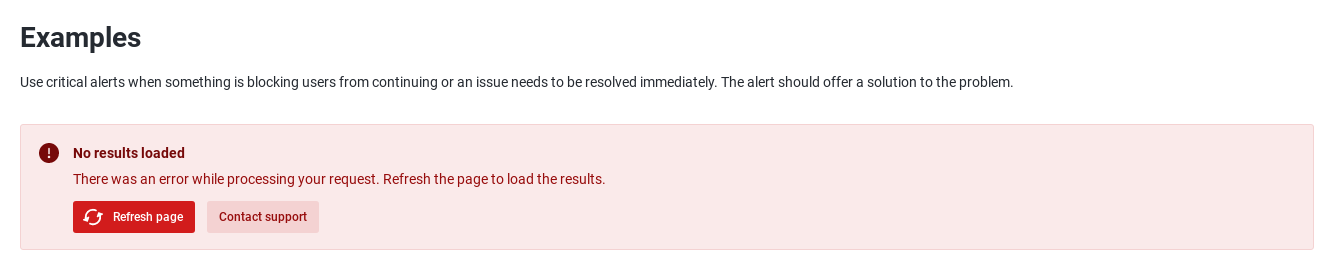 Examples
Use critical alerts when something is blocking users from continuing or an issue needs to be resolved immediately. The alert should offer a solution to the problem.
No results loaded
There was an error while processing your request. Refresh the page to load the results.
Refresh page
Contact support